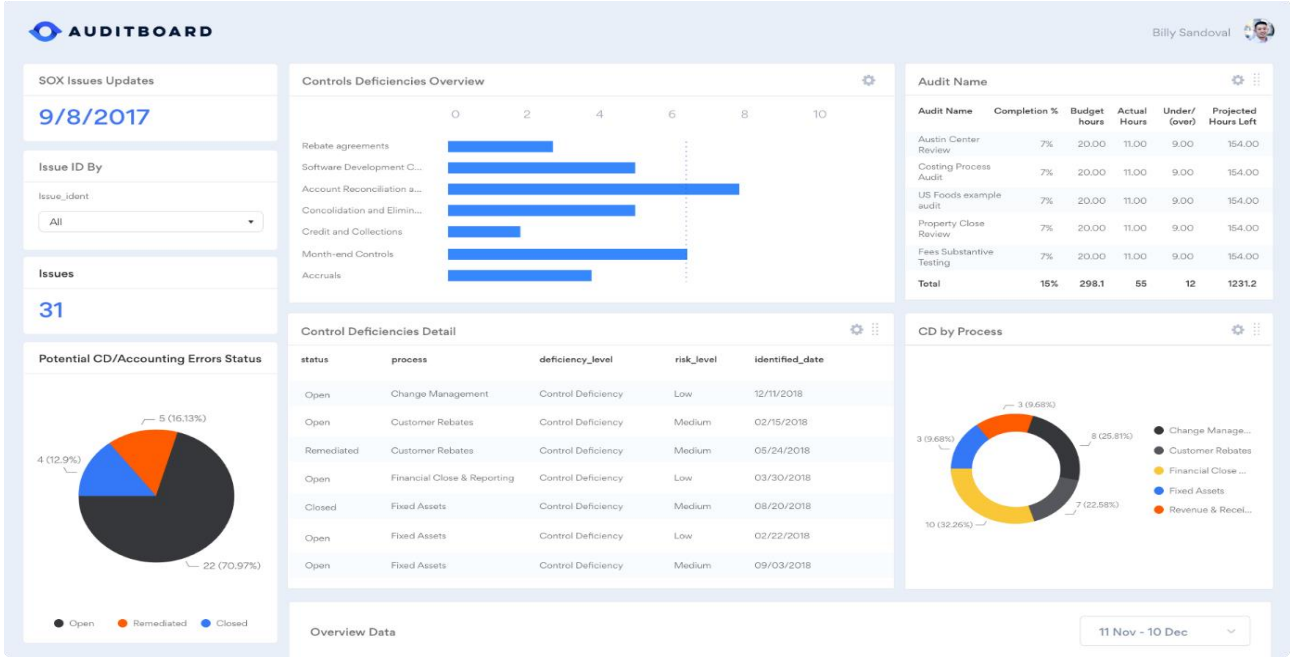 AUDITBOARD
Billy Sandoval
SOX Issues Updates
9/8/2017
Issue ID By
Issue_ident
All
Issues
31
Potential CD/Accounting Errors Status
5 (16.13%)
4 (12.9%)
22 (70.97%)
Open Remediated Closed
Controls Deficiencies Overview
0 2 4 6 8 10
Rebate agreements
Software Development C...
Account Reconciliation a...
Concolidation and Elimin...
Credit and Collections
Month-end Controls
Accruals
Control Deficiencies Detail
status process deficiency_level risk_level identified_date
Open Change Management Control Deficiency Low 12/11/2018
Open Customer Rebates Control Deficiency Medium 02/15/2018
Remediated Customer Rebates Control Deficiency Medium 05/24/2018
Open Financial Close & Reporting Control Deficiency Low 03/30/2018
Closed Fixed Assets Control Deficiency Medium 08/20/2018
Open Fixed Assets Control Deficiency Low 02/22/2018
Open Fixed Assets Control Deficiency Medium 09/03/2018
Audit Name
Audit Name Completion % Budget hours Actual Hours Under/ (over) Projected Hours Left
Austin Center Review 7% 20.00 11.00 9.00 154.00
Costing Process Audit 7% 20.00 11.00 9.00 154.00
US Foods example audit 7% 20.00 11.00 9.00 154.00
Property Close Review 7% 20.00 11.00 9.00 154.00
Fees Substantive Testing 7% 20.00 11.00 9.00 154.00
Total 15% 298.1 55 12 1231.2
CD by Process
3 (9.68%)
3 (9.68%)
8 (25.81%)
7 (22.58%)
10 (32.26%)
Change Manage...
Customer Rebates
Financial Close ...
Fixed Assets
Revenue & Recei...
Overview Data
11 Nov - 10 Dec